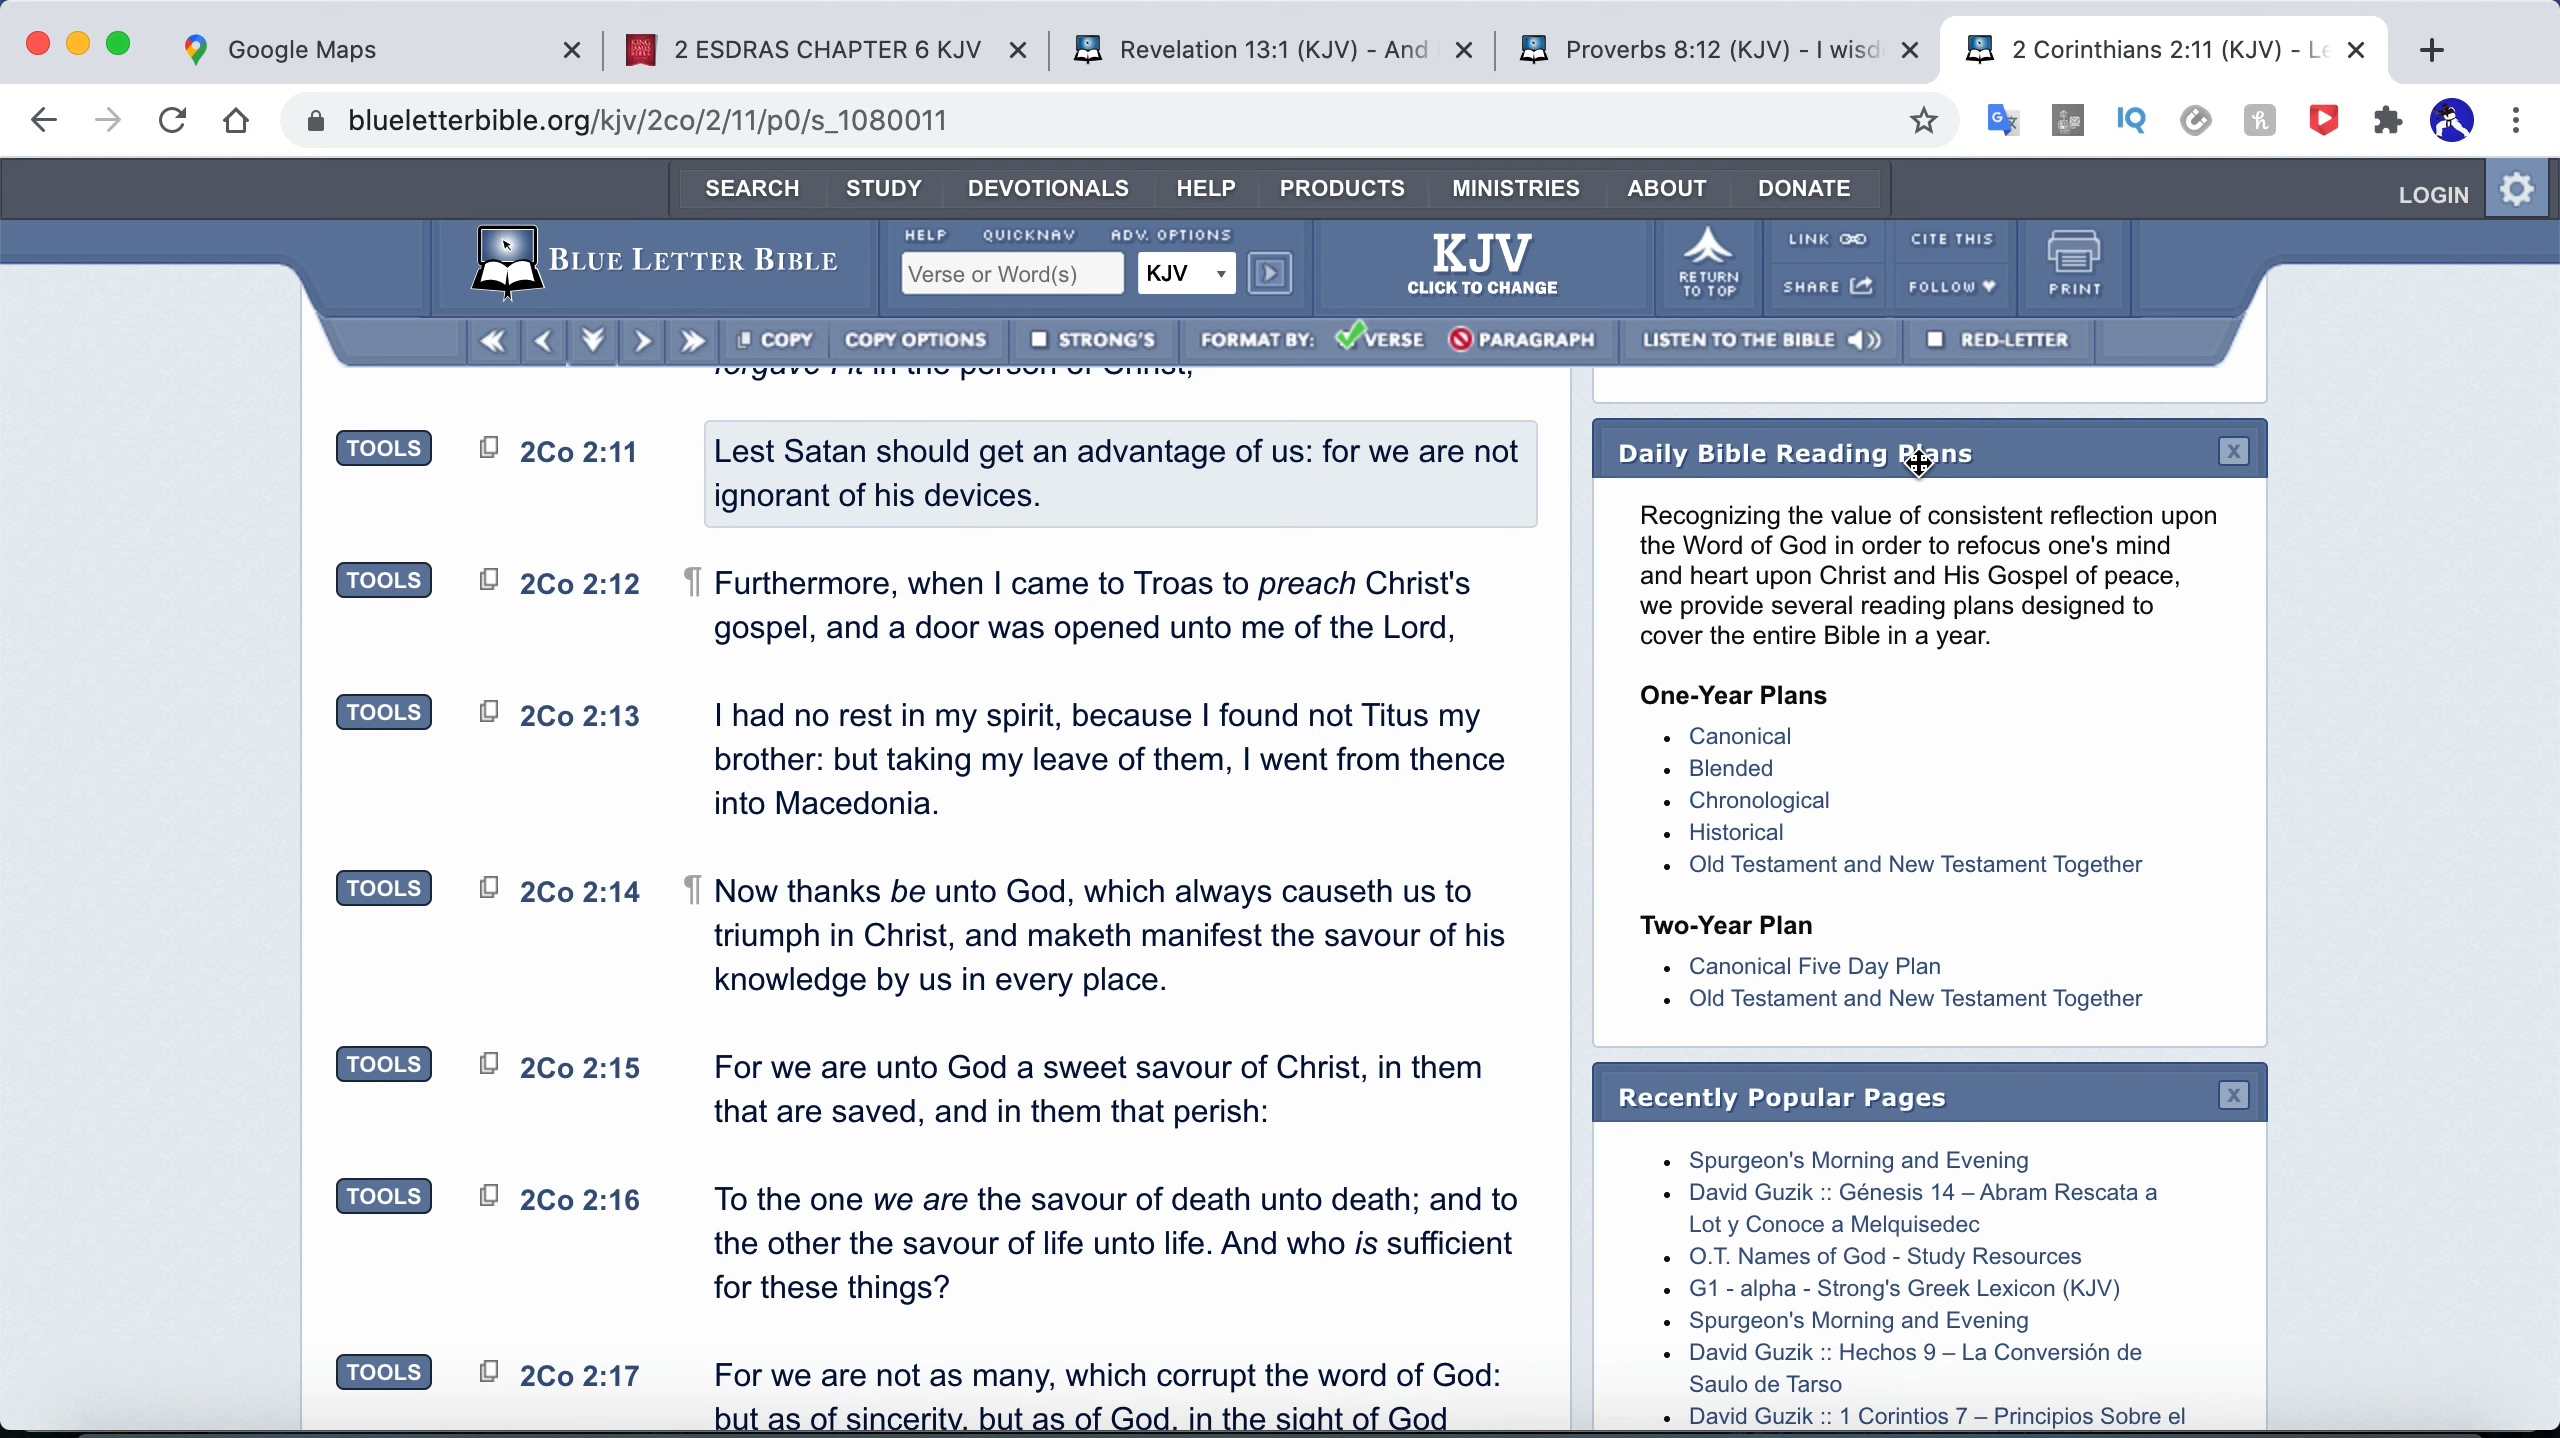 Google Maps
2 ESDRAS CHAPTER 6 KJV
Revelation 13:1 (KJV) - And
Proverbs 8:12 (KJV) - I wisd
2 Corinthians 2:11 (KJV) - Le
blueletterbible.org/kjv/2co/2/11/p0/s_1080011
IQ
SEARCH STUDY DEVOTIONALS HELP PRODUCTS MINISTRIES ABOUT DONATE
LOGIN
BLUE LETTER BIBLE
HELP QUICKNAV ADV. OPTIONS
Verse or Word(s)
KJV
KJV
CLICK TO CHANGE
RETURN
TO TOP
LINK
CITE THIS
SHARE
FOLLOW
PRINT
COPY COPY OPTIONS STRONG'S FORMAT BY: VERSE PARAGRAPH LISTEN TO THE BIBLE RED-LETTER
forgave I it in the person of Christ;
TOOLS 2Co 2:11 Lest Satan should get an advantage of us: for we are not
ignorant of his devices.
TOOLS 2Co 2:12 ¶ Furthermore, when I came to Troas to preach Christ's
gospel, and a door was opened unto me of the Lord,
TOOLS 2Co 2:13 I had no rest in my spirit, because I found not Titus my
brother: but taking my leave of them, I went from thence
into Macedonia.
TOOLS 2Co 2:14 ¶ Now thanks be unto God, which always causeth us to
triumph in Christ, and maketh manifest the savour of his
knowledge by us in every place.
TOOLS 2Co 2:15 For we are unto God a sweet savour of Christ, in them
that are saved, and in them that perish:
TOOLS 2Co 2:16 To the one we are the savour of death unto death; and to
the other the savour of life unto life. And who is sufficient
for these things?
TOOLS 2Co 2:17 For we are not as many, which corrupt the word of God:
but as of sincerity, but as of God, in the sight of God
Daily Bible Reading Plans
X
Recognizing the value of consistent reflection upon
the Word of God in order to refocus one's mind
and heart upon Christ and His Gospel of peace,
we provide several reading plans designed to
cover the entire Bible in a year.
One-Year Plans
• Canonical
• Blended
• Chronological
• Historical
• Old Testament and New Testament Together
Two-Year Plan
• Canonical Five Day Plan
• Old Testament and New Testament Together
Recently Popular Pages
X
• Spurgeon's Morning and Evening
• David Guzik :: Génesis 14 – Abram Rescata a
Lot y Conoce a Melquisedec
• O.T. Names of God - Study Resources
• G1 - alpha - Strong's Greek Lexicon (KJV)
• Spurgeon's Morning and Evening
• David Guzik :: Hechos 9 – La Conversión de
Saulo de Tarso
• David Guzik :: 1 Corintios 7 – Principios Sobre el